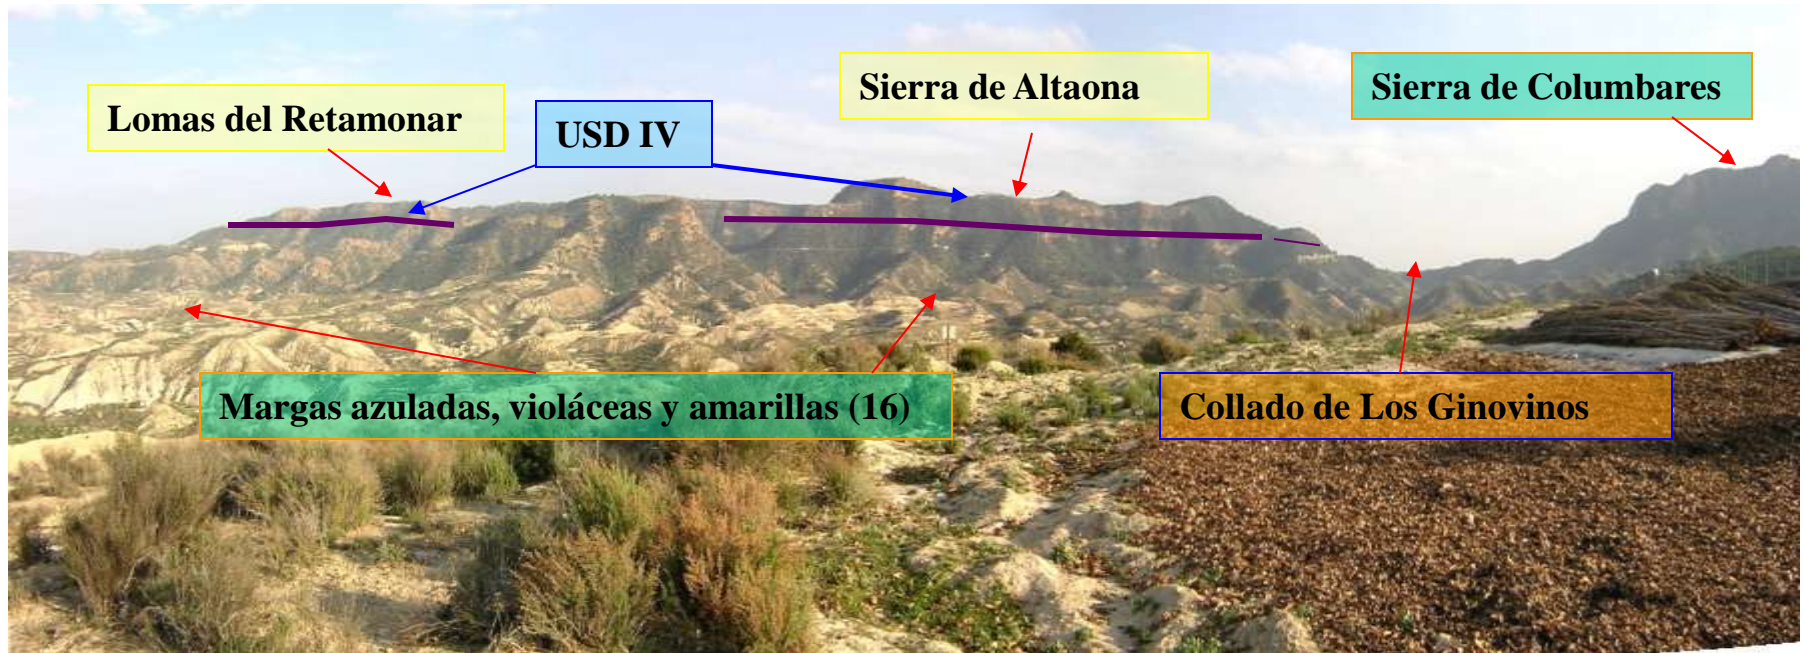 Lomas del Retamonar
USD IV
Sierra de Altaona
Sierra de Columbares
Margas azuladas, violáceas y amarillas (16)
Collado de Los Ginovinos